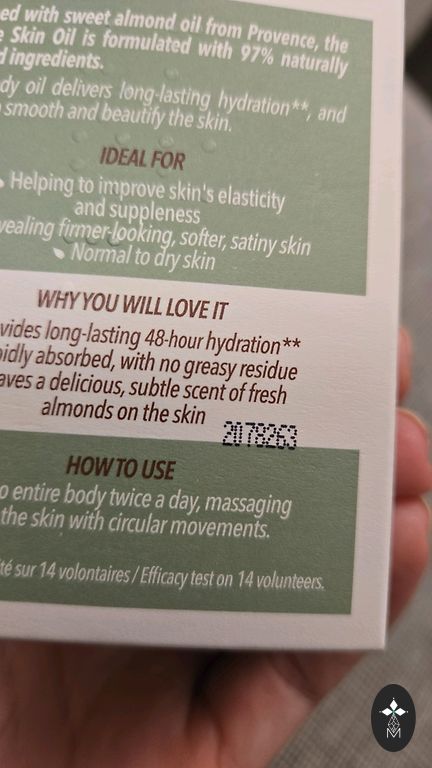 ed with sweet almond oil from Provence, the
e Skin Oil is formulated with 97% naturally
d ingredients.
dy oil delivers long-lasting hydration**, and
smooth and beautify the skin.
IDEAL FOR
Helping to improve skin's elasticity
and suppleness
vealing firmer-looking, softer, satiny skin
Normal to dry skin
WHY YOU WILL LOVE IT
vides long-lasting 48-hour hydration**
pidly absorbed, with no greasy residue
aves a delicious, subtle scent of fresh
almonds on the skin
2078263
HOW TO USE
o entire body twice a day, massaging
the skin with circular movements.
té sur 14 volontaires / Efficacy test on 14 volunteers.
M